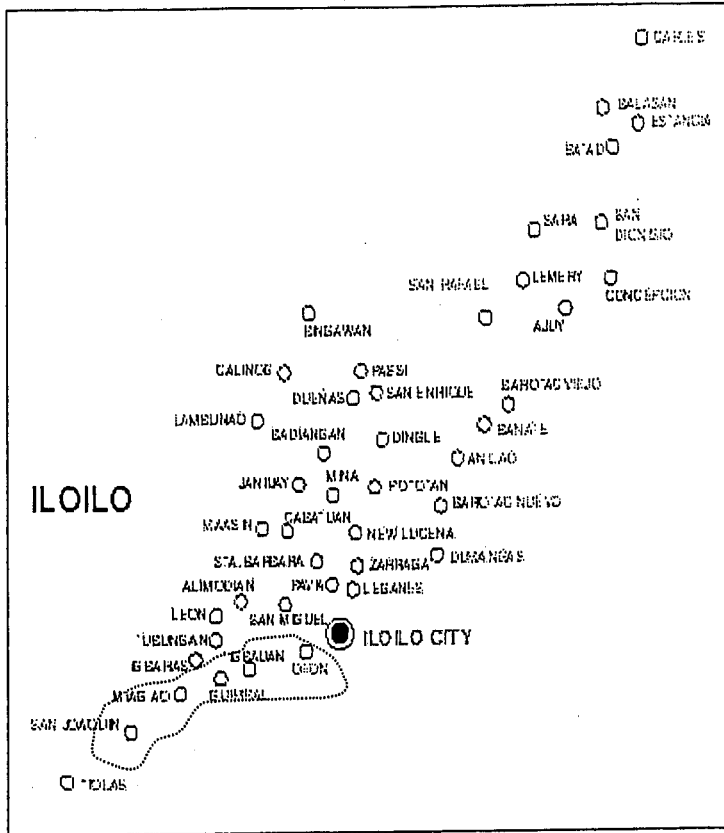 CARLES
BALASAN
ESTANCIA
BATAD
SARA
SAN
DIONISIO
SAN RAFAEL
LEMERY
CONCEPCION
AJUY
BINGAWAN
CALINOG
PASSI
DUEÑAS
SAN ENRIQUE
BAROTAC VIEJO
LAMBUNAO
BANATE
BADIANGAN
DINGLE
ANILAO
JANIUAY
MINA
POTOTAN
ILOILO
BAROTAC NUEVO
MAASIN
CABATUAN
NEW LUCENA
STA. BARBARA
ZARRAGA
DUMANGAS
ALIMODIAN
PAVIA
LEGANES
LEON
SAN MIGUEL
ILOILO CITY
TUBUNGAN
IGBARAS
OTON
MIAGAO
GUIMBAL
SAN JOAQUIN
TIOLAS